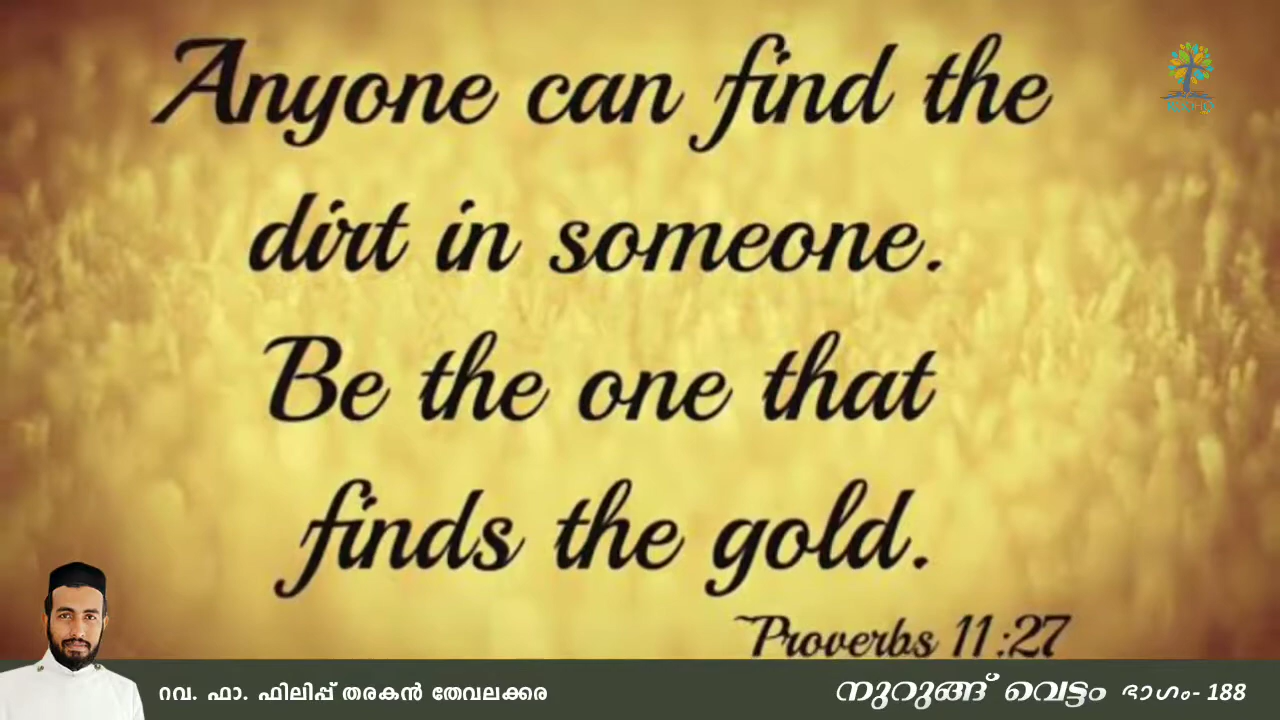 Anyone can find the
dirt in someone.
Be the one that
finds the gold.
~Proverbs 11:27
റവ. ഫാ. ഫിലിപ്പ് തരകൻ തേവലക്കര
നുറുങ്ങ് വെട്ടം ഭാഗം- 188